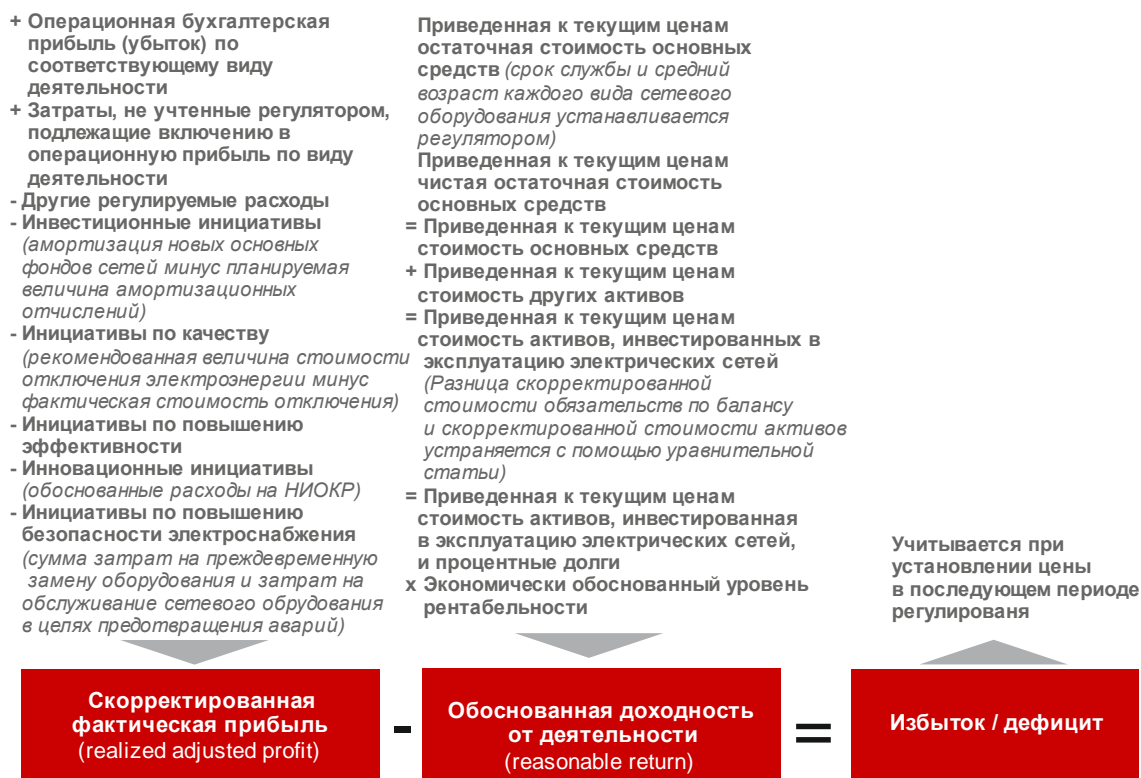 + Операционная бухгалтерская
прибыль (убыток) по
соответствующему виду
деятельности
+ Затраты, не учтенные регулятором,
подлежащие включению в
операционную прибыль по виду
деятельности
- Другие регулируемые расходы
- Инвестиционные инициативы
(амортизация новых основных
фондов сетей минус планируемая
величина амортизационных
отчислений)
- Инициативы по качеству
(рекомендованная величина стоимости
отключения электроэнергии минус
фактическая стоимость отключения)
- Инициативы по повышению
эффективности
- Инновационные инициативы
(обоснованные расходы на НИОКР)
- Инициативы по повышению
безопасности электроснабжения
(сумма затрат на преждевременную
замену оборудования и затрат на
обслуживание сетевого обрудования
в целях предотвращения аварий)
Приведенная к текущим ценам
остаточная стоимость основных
средств (срок службы и средний
возраст каждого вида сетевого
оборудования устанавливается
регулятором)
Приведенная к текущим ценам
чистая остаточная стоимость
основных средств
= Приведенная к текущим ценам
стоимость основных средств
+ Приведенная к текущим ценам
стоимость других активов
= Приведенная к текущим ценам
стоимость активов, инвестированных в
эксплуатацию электрических сетей
(Разница скорректированной
стоимости обязательств по балансу
и скорректированной стоимости активов
устраняется с помощью уравнительной
статьи)
= Приведенная к текущим ценам
стоимость активов, инвестированная
в эксплуатацию электрических сетей,
и процентные долги
x Экономически обоснованный уровень
рентабельности
Учитывается при
установлении цены
в последующем периоде
регулированя
Скорректированная
фактическая прибыль
(realized adjusted profit)
-
Обоснованная доходность
от деятельности
(reasonable return)
=
Избыток / дефицит